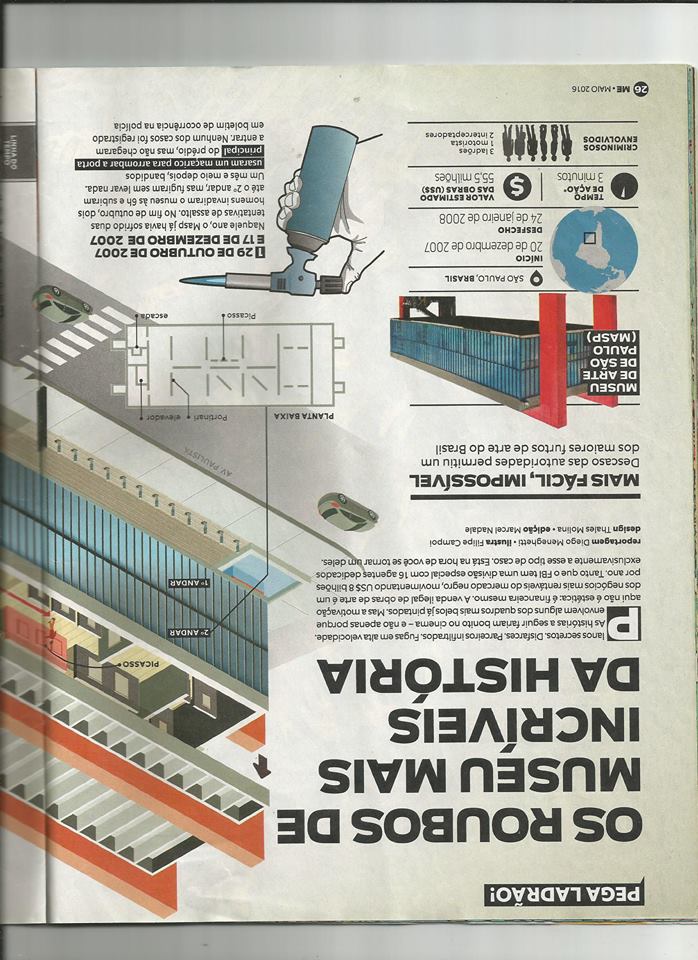 PEGA LADRÃO!
OS ROUBOS DE
MUSEU MAIS
INCRÍVEIS
DA HISTÓRIA
Planos secretos. Disfarces. Parceiros infiltrados. Fugas em alta velocidade.
As histórias a seguir fariam bonito no cinema – e não apenas porque
envolvem alguns dos quadros mais belos já pintados. Mas a motivação
aqui não é estética: é financeira mesmo. A venda ilegal de obras de arte é um
dos negócios mais rentáveis do mercado negro, movimentando US$ 8 bilhões
por ano. Tanto que o FBI tem uma divisão especial com 16 agentes dedicados
exclusivamente a esse tipo de caso. Está na hora de você se tornar um deles.
reportagem Diego Meneghetti • ilustra Filipe Campoi
design Thales Molina • edição Marcel Nadale
PICASSO
2º ANDAR
1º ANDAR
AV PAULISTA
MAIS FÁCIL, IMPOSSÍVEL
Descaso das autoridades permitiu um
dos maiores furtos de arte do Brasil
MUSEU
DE ARTE
DE SÃO
PAULO
(MASP)
PLANTA BAIXA
Portinari
elevador
Picasso
escada
SÃO PAULO, BRASIL
INÍCIO
20 de dezembro de 2007
DESFECHO
24 de janeiro de 2008
TEMPO
DE AÇÃO*
3 minutos
$
VALOR ESTIMADO
DAS OBRAS (US$)
55,5 milhões
CRIMINOSOS
ENVOLVIDOS
3 ladrões
1 motorista
2 interceptadores
1 29 DE OUTUBRO DE 2007
E 17 DE DEZEMBRO DE 2007
Naquele ano, o Masp já havia sofrido duas
tentativas de assalto. No fim de outubro, dois
homens invadiram o museu às 6h e subiram
até o 2º andar, mas fugiram sem levar nada.
Um mês e meio depois, bandidos
usaram um maçarico para arrombar a porta
principal do prédio, mas não chegaram
a entrar. Nenhum dos casos foi registrado
em boletim de ocorrência na polícia
LINHA DO
TEMPO
26 ME • MAIO 2016